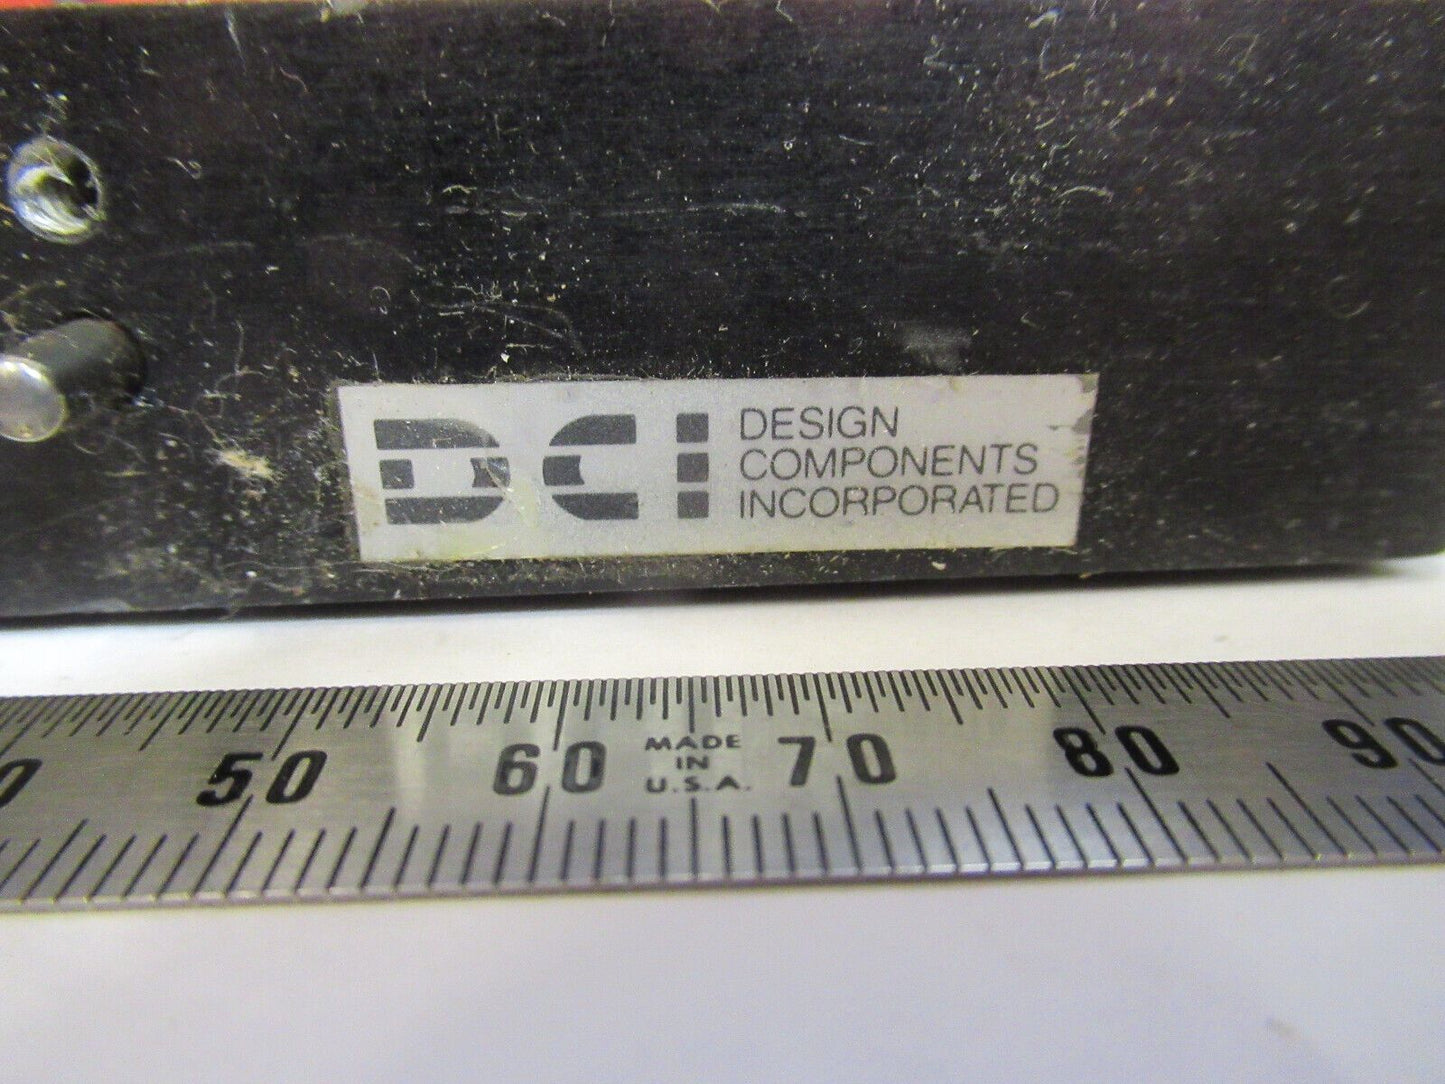 DCI
DESIGN
COMPONENTS
INCORPORATED
50 60 70 80 90
MADE
IN
U.S.A.